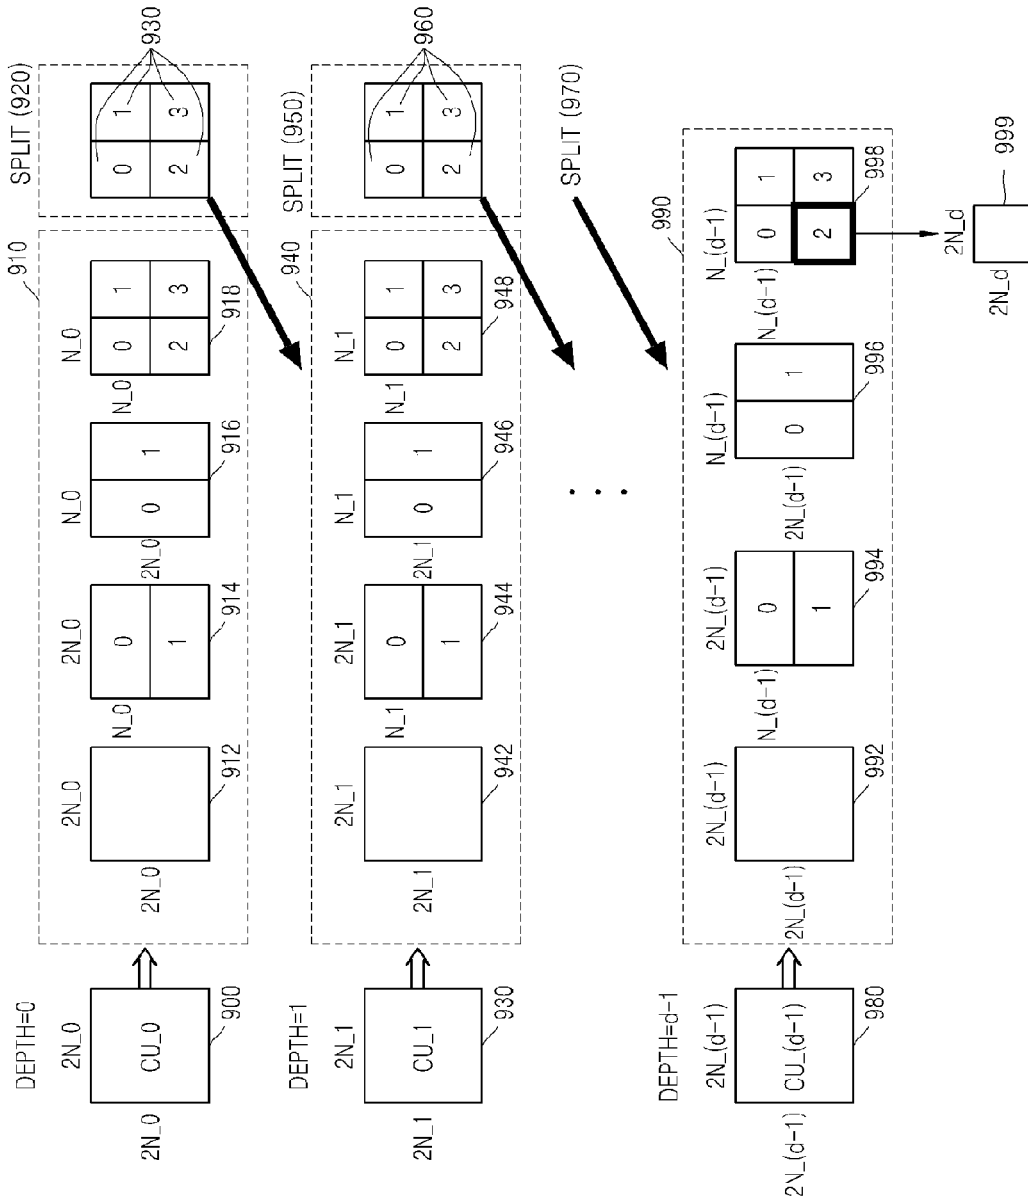 DEPTH=0
2N_0
2N_0
CU_0
900
910
2N_0
2N_0
912
2N_0
N_0
0
1
914
N_0
2N_0
0
1
916
N_0
N_0
0
1
2
3
918
SPLIT (920)
0
1
2
3
930
DEPTH=1
2N_1
2N_1
CU_1
930
940
2N_1
2N_1
942
2N_1
N_1
0
1
944
N_1
2N_1
0
1
946
N_1
N_1
0
1
2
3
948
SPLIT (950)
0
1
2
3
960
SPLIT (970)
DEPTH=d-1
2N_(d-1)
2N_(d-1)
CU_(d-1)
980
990
2N_(d-1)
2N_(d-1)
992
2N_(d-1)
N_(d-1)
0
1
994
N_(d-1)
2N_(d-1)
0
1
996
N_(d-1)
N_(d-1)
0
1
2
3
998
2N_d
2N_d
999